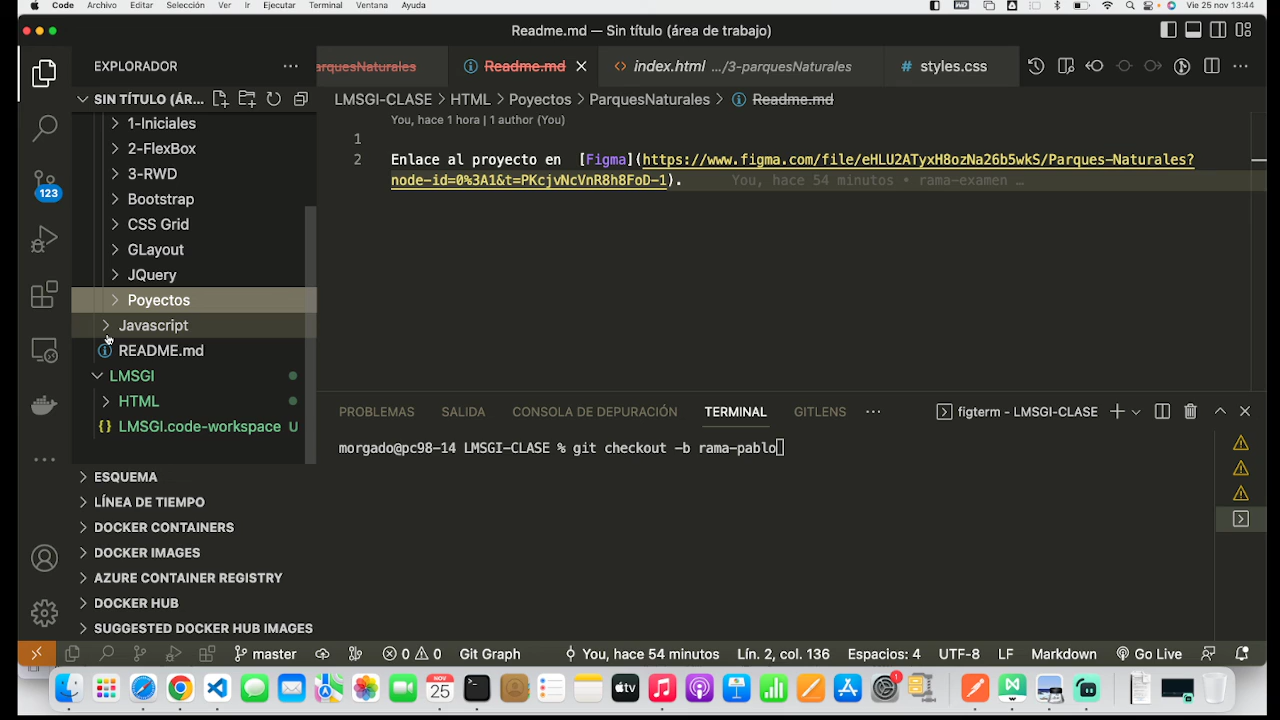 Code Archivo Editar Selección Ver Ir Ejecutar Terminal Ventana Ayuda
Vie 25 nov 13:44
Readme.md — Sin título (área de trabajo)
EXPLORADOR
arquesNaturales
Readme.md
index.html .../3-parquesNaturales
styles.css
SIN TÍTULO (ÁR...
LMSGI-CLASE > HTML > Poyectos > ParquesNaturales > Readme.md
You, hace 1 hora | 1 author (You)
1-Iniciales
2-FlexBox
3-RWD
Bootstrap
CSS Grid
GLayout
JQuery
Poyectos
Javascript
README.md
LMSGI
HTML
LMSGI.code-workspace U
1
2 Enlace al proyecto en [Figma](https://www.figma.com/file/eHLU2ATyxH8ozNa26b5wkS/Parques-Naturales?
node-id=0%3A1&t=PKcjvNcVnR8h8FoD-1). You, hace 54 minutos • rama-examen …
123
PROBLEMAS SALIDA CONSOLA DE DEPURACIÓN TERMINAL GITLENS
figterm - LMSGI-CLASE
morgado@pc98-14 LMSGI-CLASE % git checkout -b rama-pablo
ESQUEMA
LÍNEA DE TIEMPO
DOCKER CONTAINERS
DOCKER IMAGES
AZURE CONTAINER REGISTRY
DOCKER HUB
SUGGESTED DOCKER HUB IMAGES
master
0 0
Git Graph
You, hace 54 minutos
Lín. 2, col. 136
Espacios: 4
UTF-8
LF
Markdown
Go Live
NOV
25
tv
1